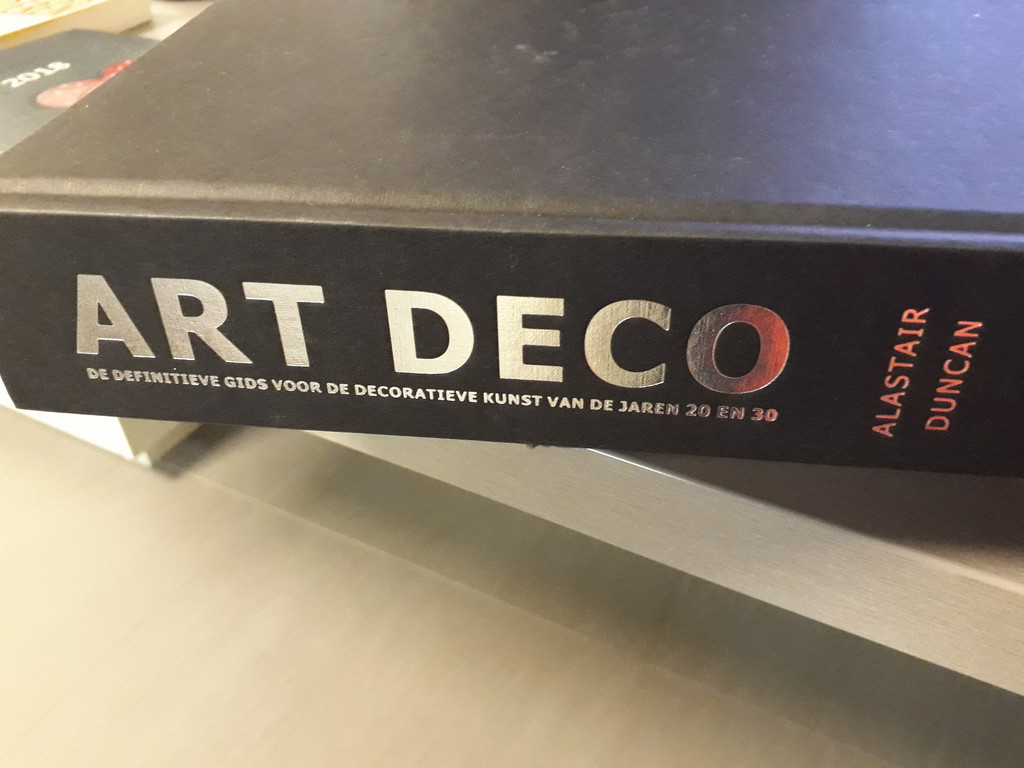 2018
ART DECO
DE DEFINITIEVE GIDS VOOR DE DECORATIEVE KUNST VAN DE JAREN 20 EN 30
ALASTAIR
DUNCAN